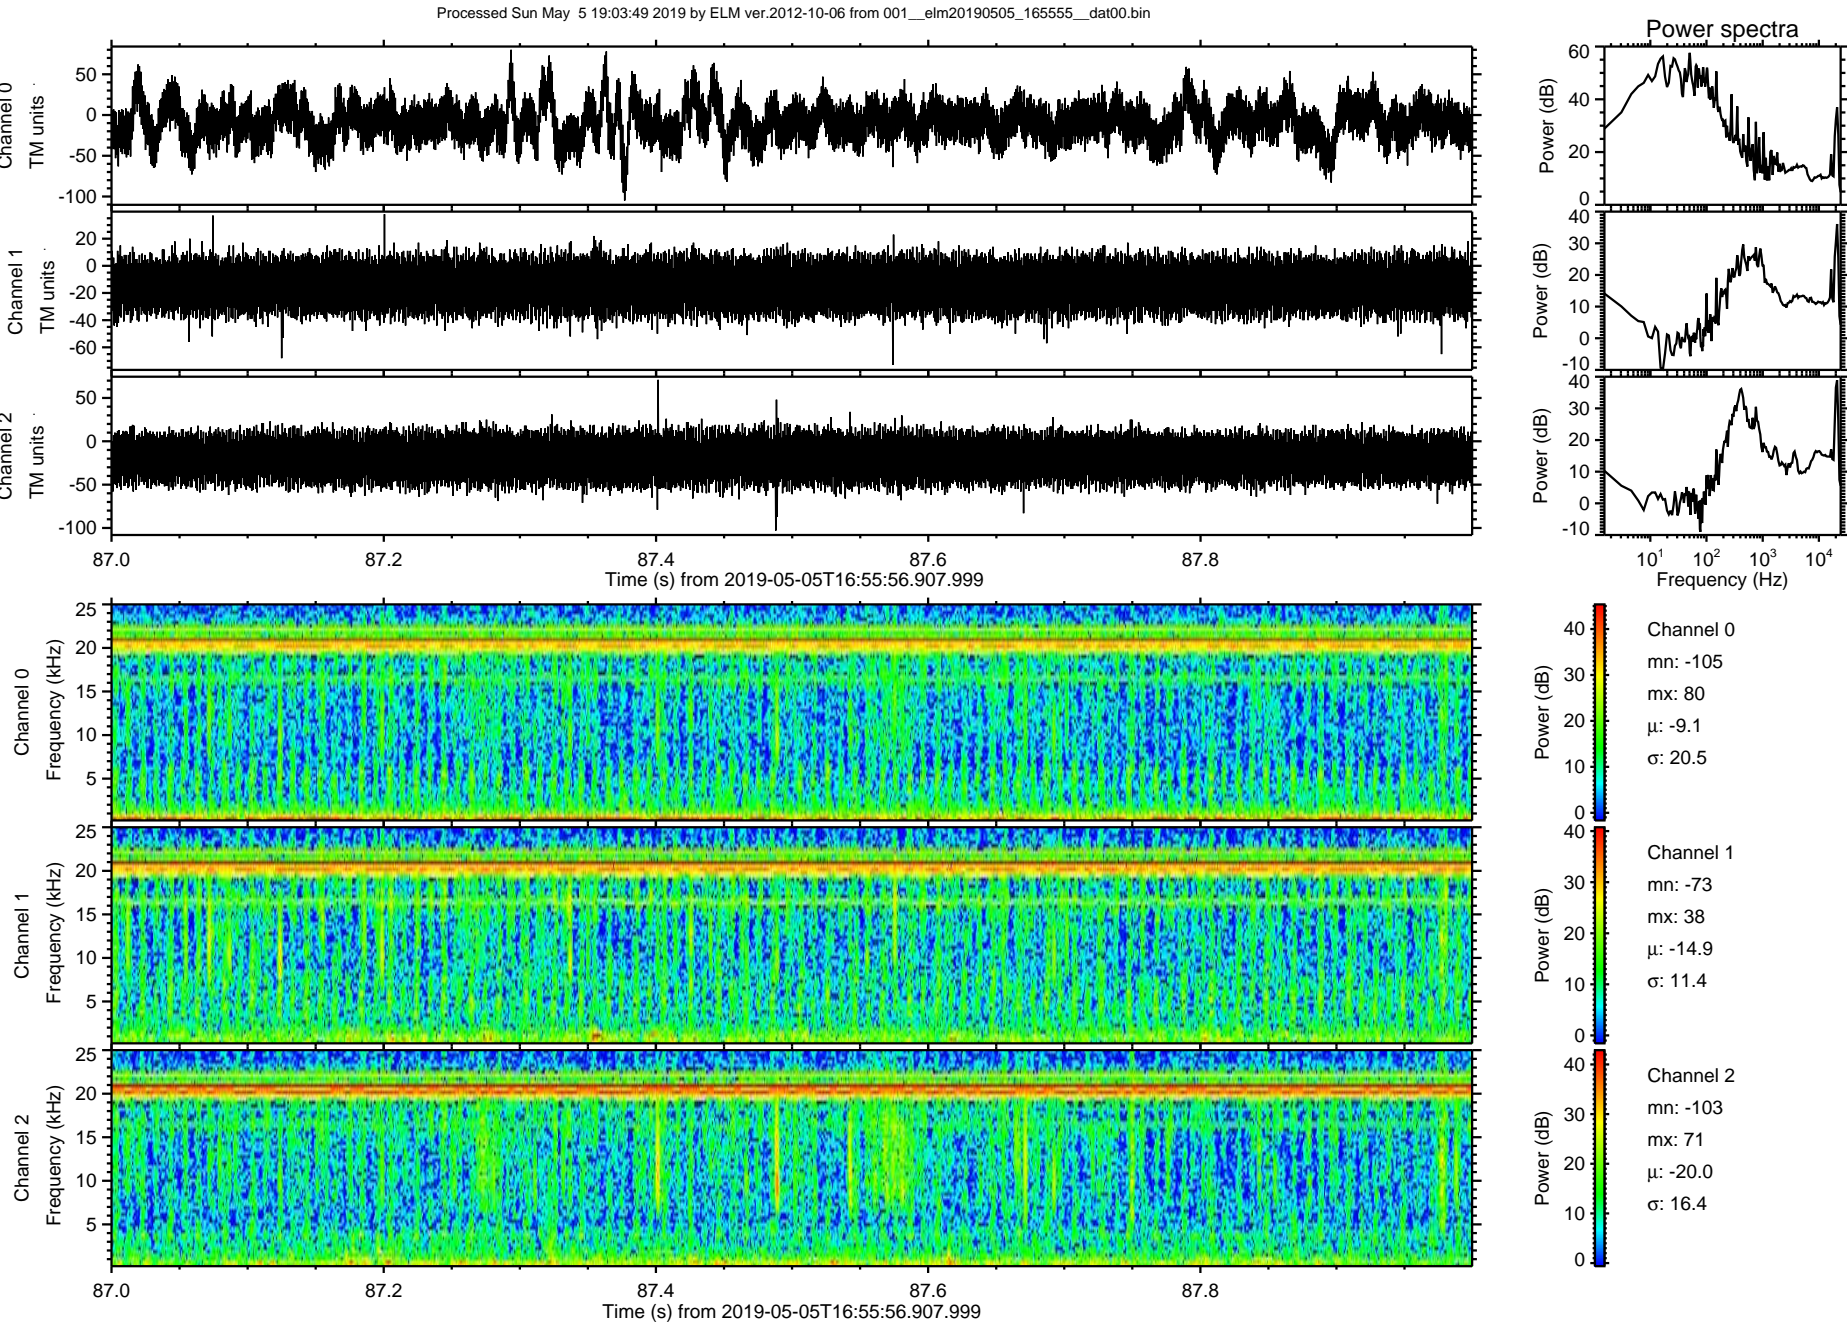 Processed Sun May  5 19:03:49 2019 by ELM ver.2012-10-06 from 001__elm20190505_165555__dat00.bin
Power spectra
Channel 0
TM units
50
0
-50
-100
Power (dB)
60
40
20
0
Channel 1
TM units
20
0
-20
-40
-60
Power (dB)
40
30
20
10
0
-10
Channel 2
TM units
50
0
-50
-100
Power (dB)
40
30
20
10
0
-10
87.0 87.2 87.4 87.6 87.8
Time (s) from 2019-05-05T16:55:56.907.999
10^1 10^2 10^3 10^4
Frequency (Hz)
Channel 0
Frequency (kHz)
25
20
15
10
5
Power (dB)
40
30
20
10
0
Channel 0
mn: -105
mx: 80
μ: -9.1
σ: 20.5
Channel 1
Frequency (kHz)
25
20
15
10
5
Power (dB)
40
30
20
10
0
Channel 1
mn: -73
mx: 38
μ: -14.9
σ: 11.4
Channel 2
Frequency (kHz)
25
20
15
10
5
Power (dB)
40
30
20
10
0
Channel 2
mn: -103
mx: 71
μ: -20.0
σ: 16.4
87.0 87.2 87.4 87.6 87.8
Time (s) from 2019-05-05T16:55:56.907.999